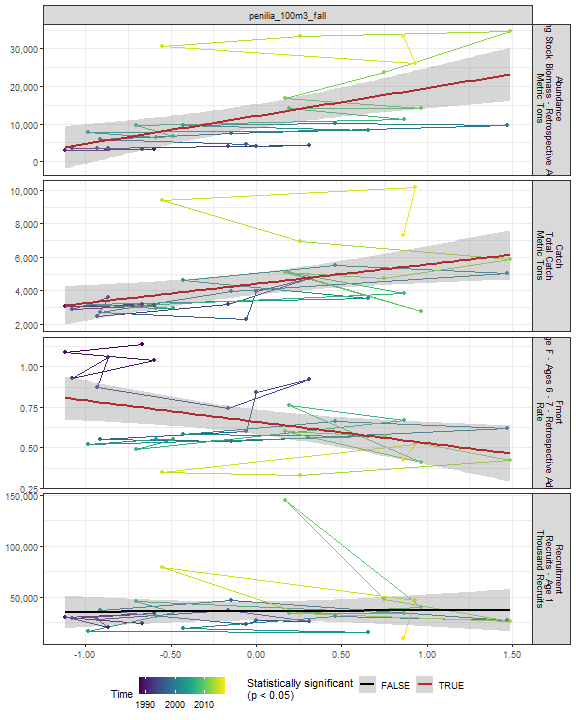 penilia_100m3_fall
30,000
20,000
10,000
0
Abundance
Stock Biomass - Retrospective
Metric Tons
10,000
8,000
6,000
4,000
2,000
Catch
Total Catch
Metric Tons
1.00
0.75
0.50
0.25
Fmort
F - Ages 6 - 7 - Retrospective
Rate
150,000
100,000
50,000
Recruitment
Recruits - Age 1
Thousand Recruits
-1.00
-0.50
0.00
0.50
1.00
1.50
Time
1990
2000
2010
Statistically significant
(p < 0.05)
FALSE
TRUE